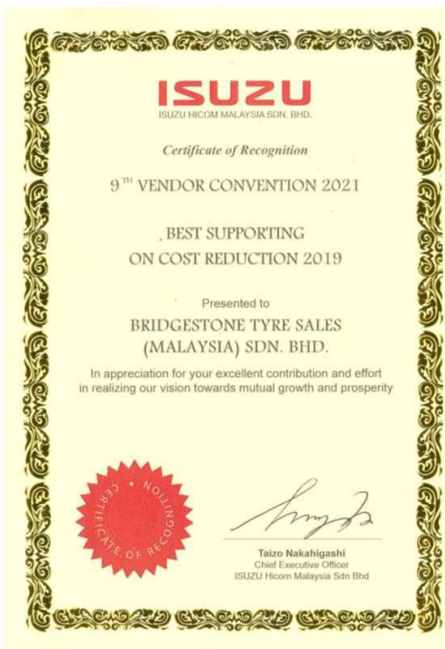 ISUZU
ISUZU HICOM MALAYSIA SDN. BHD.
Certificate of Recognition
9TH VENDOR CONVENTION 2021
BEST SUPPORTING
ON COST REDUCTION 2019
Presented to
BRIDGESTONE TYRE SALES
(MALAYSIA) SDN. BHD.
In appreciation for your excellent contribution and effort
in realizing our vision towards mutual growth and prosperity
CERTIFICATE OF RECOGNITION
Taizo Nakahigashi
Chief Executive Officer
ISUZU Hicom Malaysia Sdn Bhd